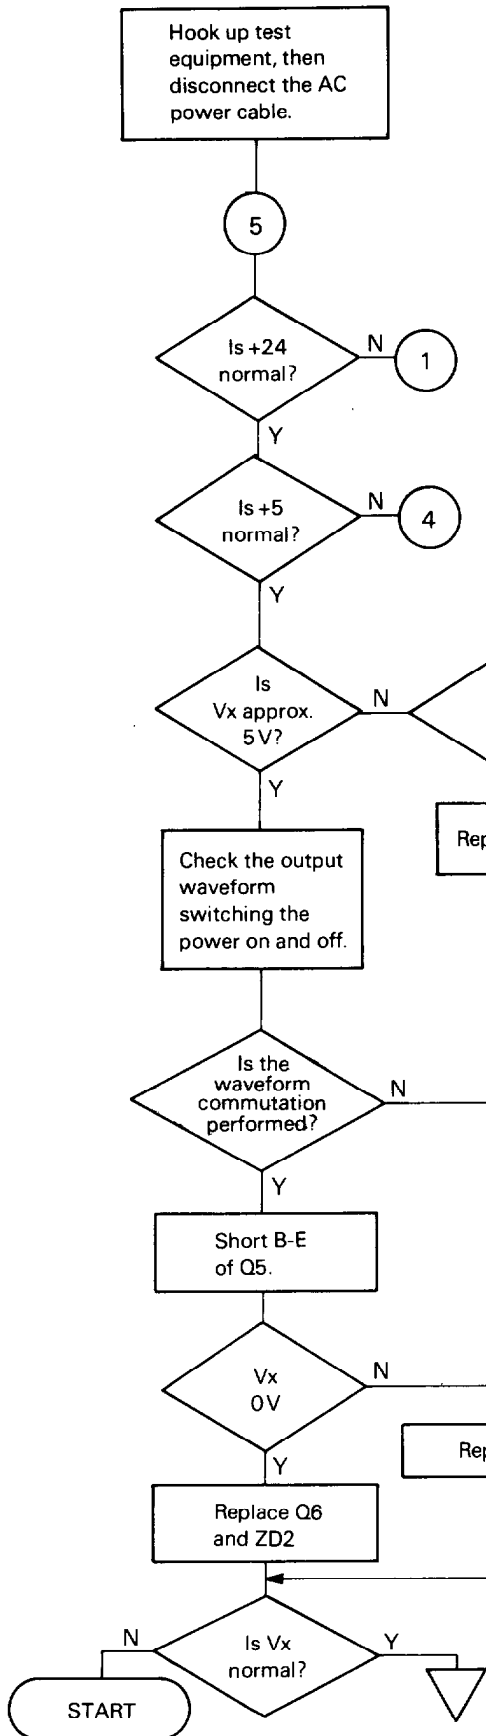 Hook up test
equipment, then
disconnect the AC
power cable.
5
Is +24
normal?
N
1
Y
Is +5
normal?
N
4
Y
Is
Vx approx.
5V?
N
Y
Rep
Check the output
waveform
switching the
power on and off.
Is the
waveform
commutation
performed?
N
Y
Short B-E
of Q5.
Vx
0V
N
Y
Rep
Replace Q6
and ZD2
Is Vx
normal?
N
Y
START